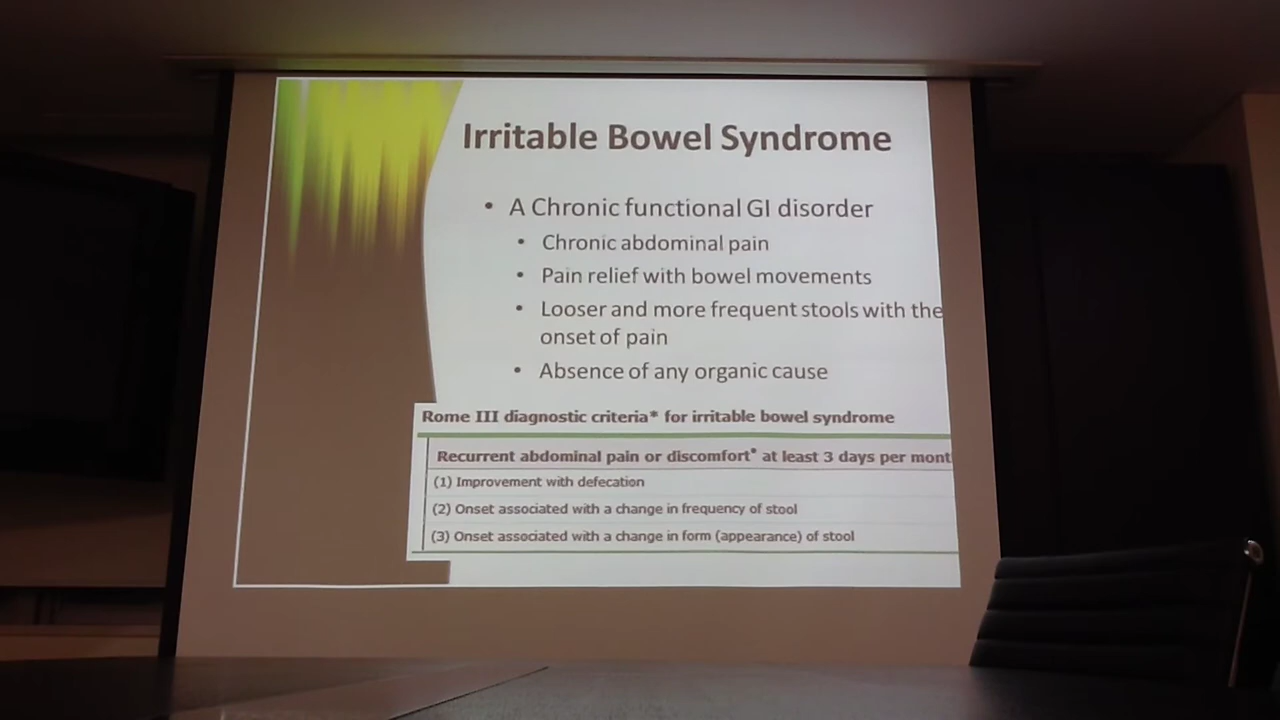 Irritable Bowel Syndrome
• A Chronic functional GI disorder
• Chronic abdominal pain
• Pain relief with bowel movements
• Looser and more frequent stools with the
onset of pain
• Absence of any organic cause
Rome III diagnostic criteria* for irritable bowel syndrome
Recurrent abdominal pain or discomfort• at least 3 days per mont
(1) Improvement with defecation
(2) Onset associated with a change in frequency of stool
(3) Onset associated with a change in form (appearance) of stool